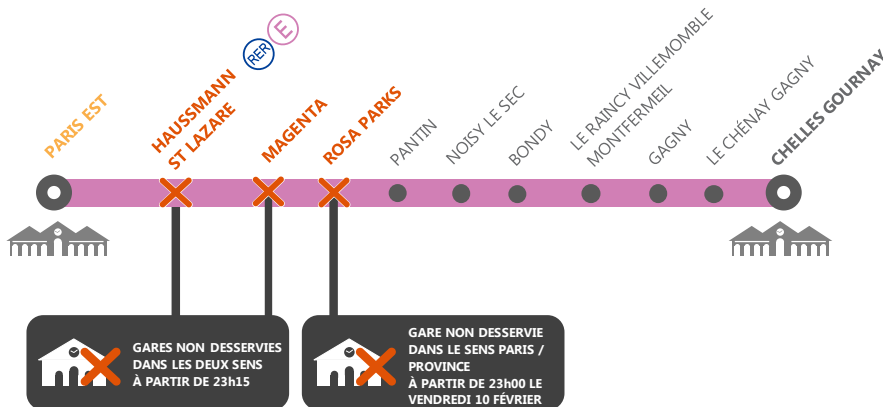 PARIS EST
HAUSSMANN
ST LAZARE
RER
E
MAGENTA
ROSA PARKS
PANTIN
NOISY LE SEC
BONDY
LE RAINCY VILLEMOMBLE
MONTFERMEIL
GAGNY
LE CHÉNAY GAGNY
CHELLES GOURNAY
GARES NON DESSERVIES
DANS LES DEUX SENS
À PARTIR DE 23h15
GARE NON DESSERVIE
DANS LE SENS PARIS /
PROVINCE
À PARTIR DE 23h00 LE
VENDREDI 10 FÉVRIER